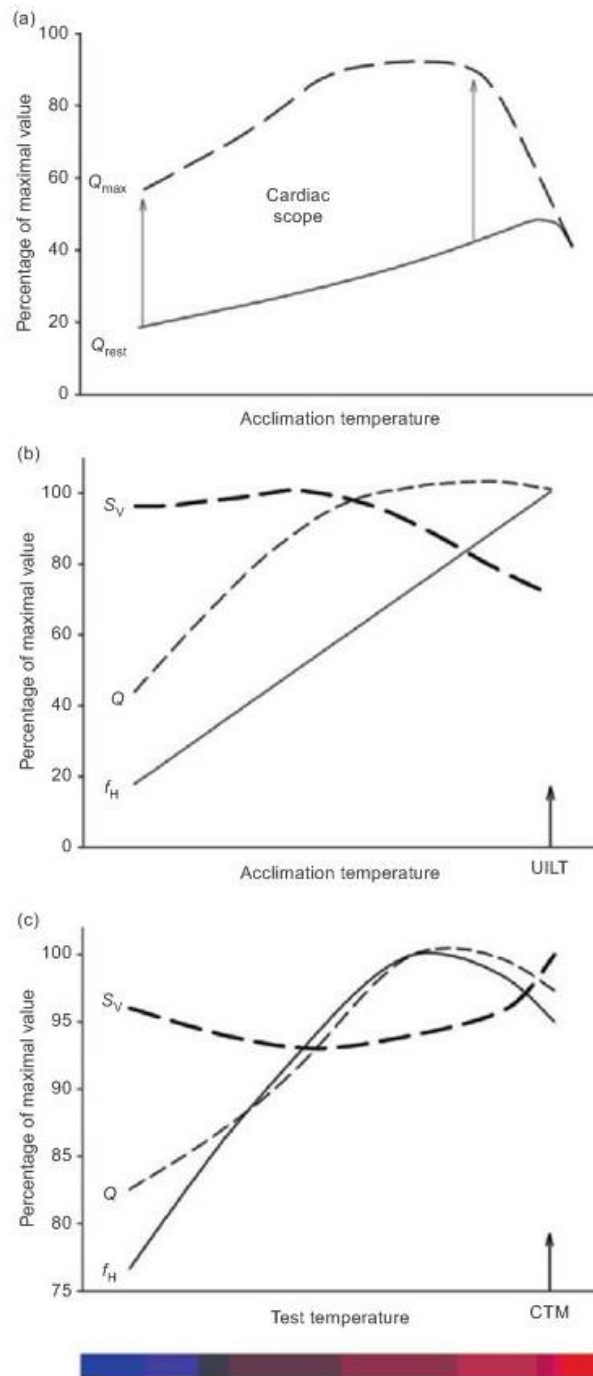 (a)
Percentage of maximal value
100
80
60
40
20
0
Qmax
Qrest
Cardiac
scope
Acclimation temperature
(b)
Percentage of maximal value
100
80
60
40
20
0
SV
Q
fH
Acclimation temperature
UILT
(c)
Percentage of maximal value
100
95
90
85
80
75
SV
Q
fH
Test temperature
CTM